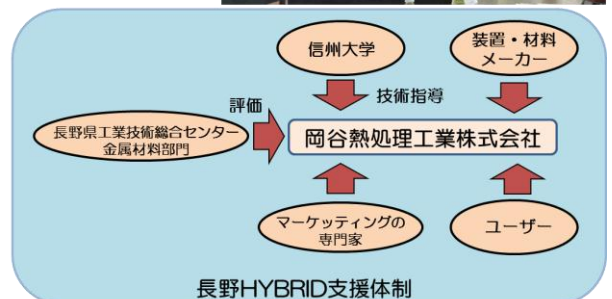 信州大学
装置・材料
メーカー
技術指導
評価
長野県工業技術総合センター
金属材料部門
岡谷熱処理工業株式会社
マーケッティングの
専門家
ユーザー
長野HYBRID支援体制